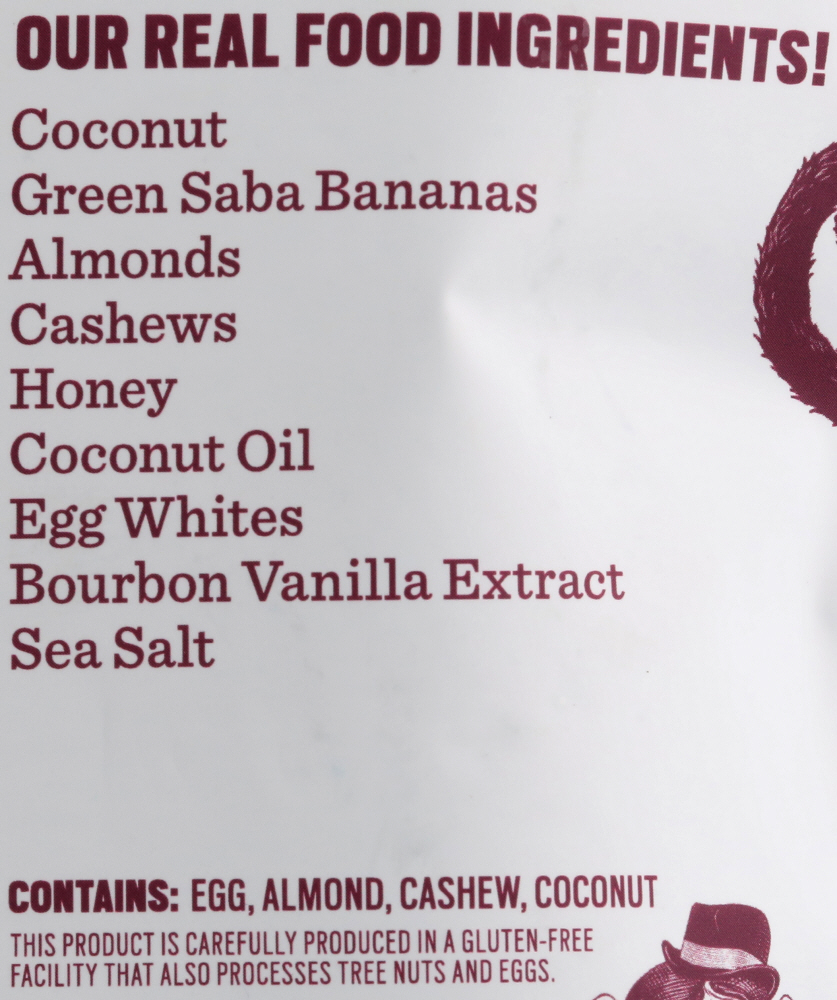 OUR REAL FOOD INGREDIENTS!
Coconut
Green Saba Bananas
Almonds
Cashews
Honey
Coconut Oil
Egg Whites
Bourbon Vanilla Extract
Sea Salt
CONTAINS: EGG, ALMOND, CASHEW, COCONUT
THIS PRODUCT IS CAREFULLY PRODUCED IN A GLUTEN-FREE
FACILITY THAT ALSO PROCESSES TREE NUTS AND EGGS.